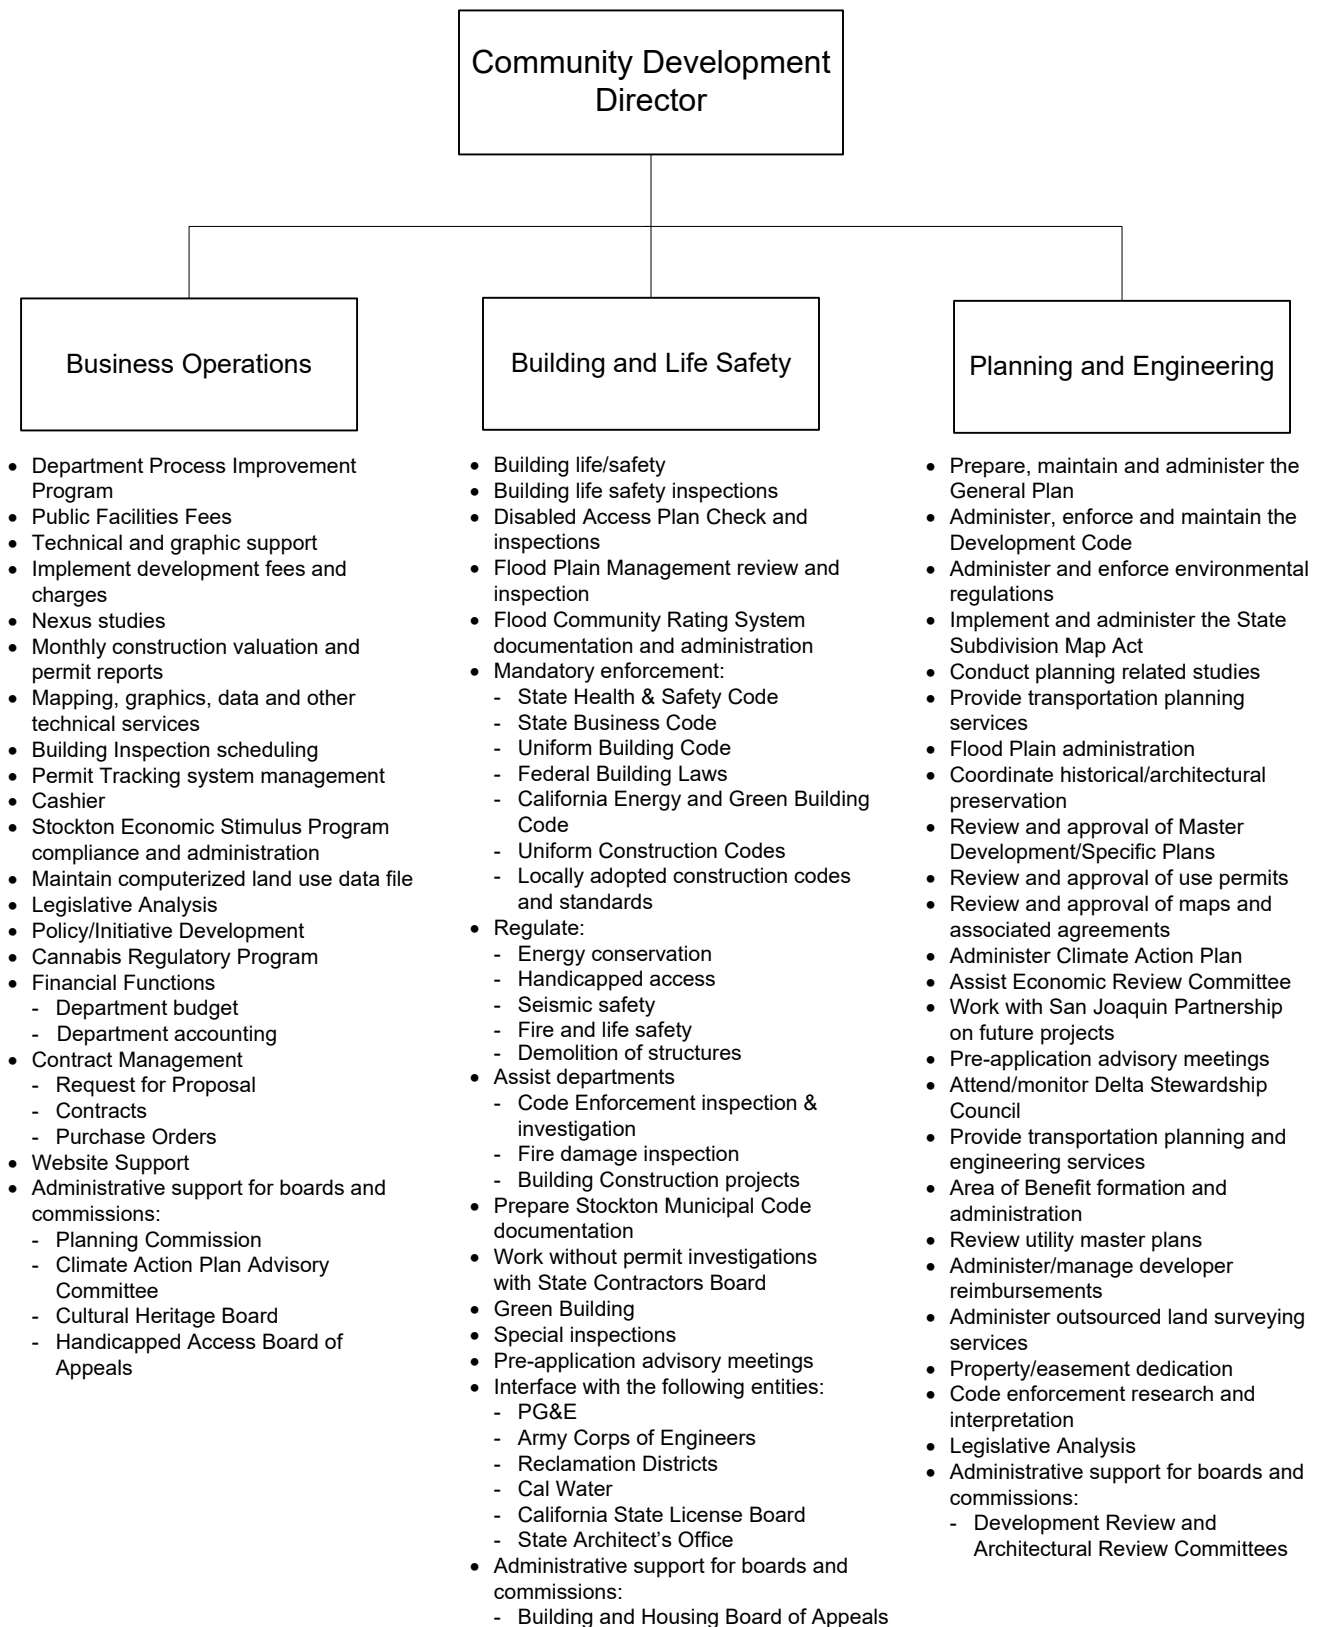 Community Development
Director
Business Operations
• Department Process Improvement
Program
• Public Facilities Fees
• Technical and graphic support
• Implement development fees and
charges
• Nexus studies
• Monthly construction valuation and
permit reports
• Mapping, graphics, data and other
technical services
• Building Inspection scheduling
• Permit Tracking system management
• Cashier
• Stockton Economic Stimulus Program
compliance and administration
• Maintain computerized land use data file
• Legislative Analysis
• Policy/Initiative Development
• Cannabis Regulatory Program
• Financial Functions
- Department budget
- Department accounting
• Contract Management
- Request for Proposal
- Contracts
- Purchase Orders
• Website Support
• Administrative support for boards and
commissions:
- Planning Commission
- Climate Action Plan Advisory
Committee
- Cultural Heritage Board
- Handicapped Access Board of
Appeals
Building and Life Safety
• Building life/safety
• Building life safety inspections
• Disabled Access Plan Check and
inspections
• Flood Plain Management review and
inspection
• Flood Community Rating System
documentation and administration
• Mandatory enforcement:
- State Health & Safety Code
- State Business Code
- Uniform Building Code
- Federal Building Laws
- California Energy and Green Building
Code
- Uniform Construction Codes
- Locally adopted construction codes
and standards
• Regulate:
- Energy conservation
- Handicapped access
- Seismic safety
- Fire and life safety
- Demolition of structures
• Assist departments
- Code Enforcement inspection &
investigation
- Fire damage inspection
- Building Construction projects
• Prepare Stockton Municipal Code
documentation
• Work without permit investigations
with State Contractors Board
• Green Building
• Special inspections
• Pre-application advisory meetings
• Interface with the following entities:
- PG&E
- Army Corps of Engineers
- Reclamation Districts
- Cal Water
- California State License Board
- State Architect’s Office
• Administrative support for boards and
commissions:
- Building and Housing Board of Appeals
Planning and Engineering
• Prepare, maintain and administer the
General Plan
• Administer, enforce and maintain the
Development Code
• Administer and enforce environmental
regulations
• Implement and administer the State
Subdivision Map Act
• Conduct planning related studies
• Provide transportation planning
services
• Flood Plain administration
• Coordinate historical/architectural
preservation
• Review and approval of Master
Development/Specific Plans
• Review and approval of use permits
• Review and approval of maps and
associated agreements
• Administer Climate Action Plan
• Assist Economic Review Committee
• Work with San Joaquin Partnership
on future projects
• Pre-application advisory meetings
• Attend/monitor Delta Stewardship
Council
• Provide transportation planning and
engineering services
• Area of Benefit formation and
administration
• Review utility master plans
• Administer/manage developer
reimbursements
• Administer outsourced land surveying
services
• Property/easement dedication
• Code enforcement research and
interpretation
• Legislative Analysis
• Administrative support for boards and
commissions:
- Development Review and
Architectural Review Committees